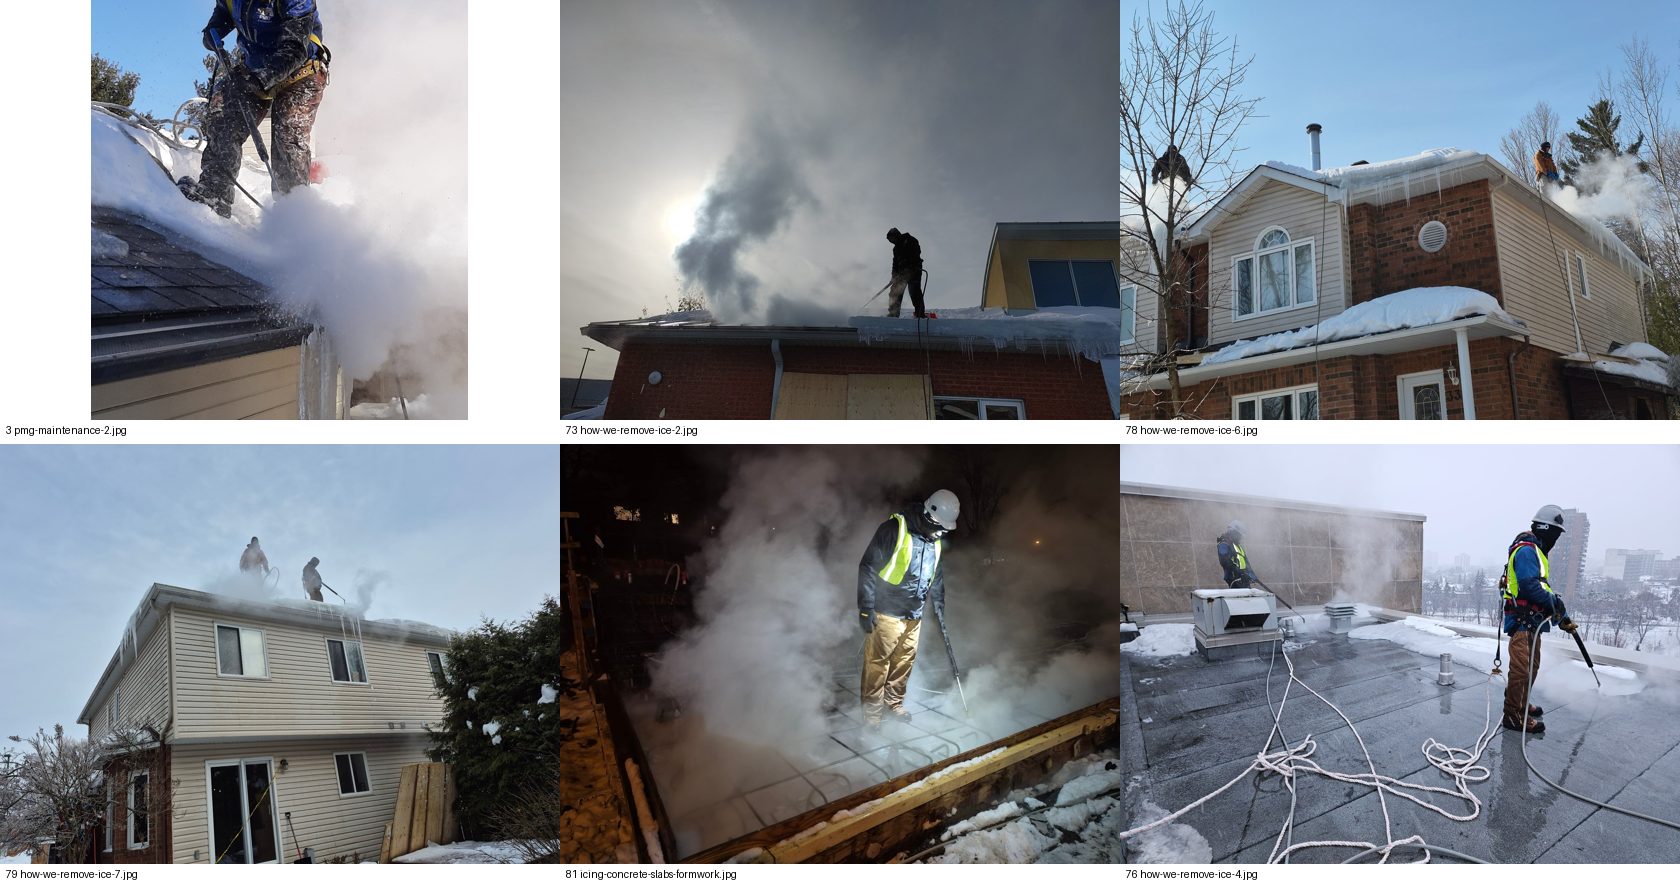 3 pmg-maintenance-2.jpg
73 how-we-remove-ice-2.jpg
78 how-we-remove-ice-6.jpg
79 how-we-remove-ice-7.jpg
81 icing-concrete-slabs-formwork.jpg
76 how-we-remove-ice-4.jpg